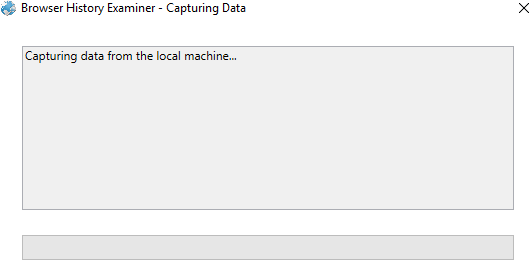 Browser History Examiner - Capturing Data
Capturing data from the local machine...